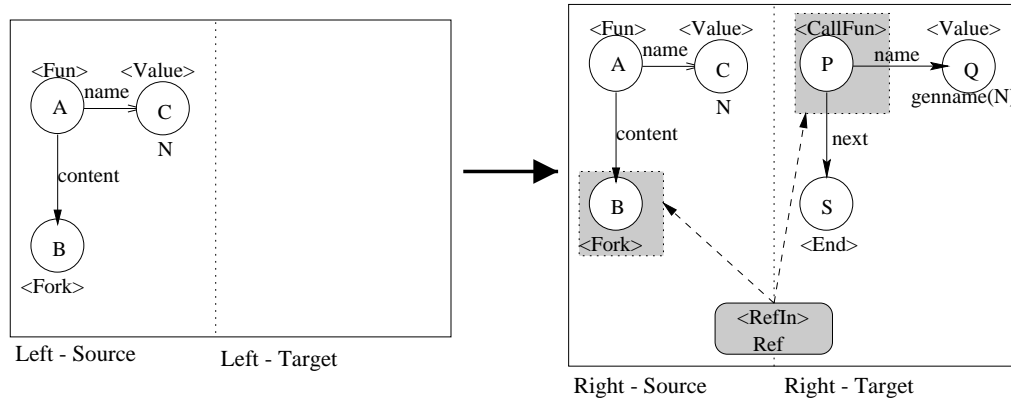 <Fun> <Value>
name
A C
N
content
B
<Fork>
Left - Source Left - Target
<Fun> <Value> <CallFun> <Value>
name name
A C P Q
N genname(N)
content next
B S
<Fork> <End>
<RefIn>
Ref
Right - Source Right - Target